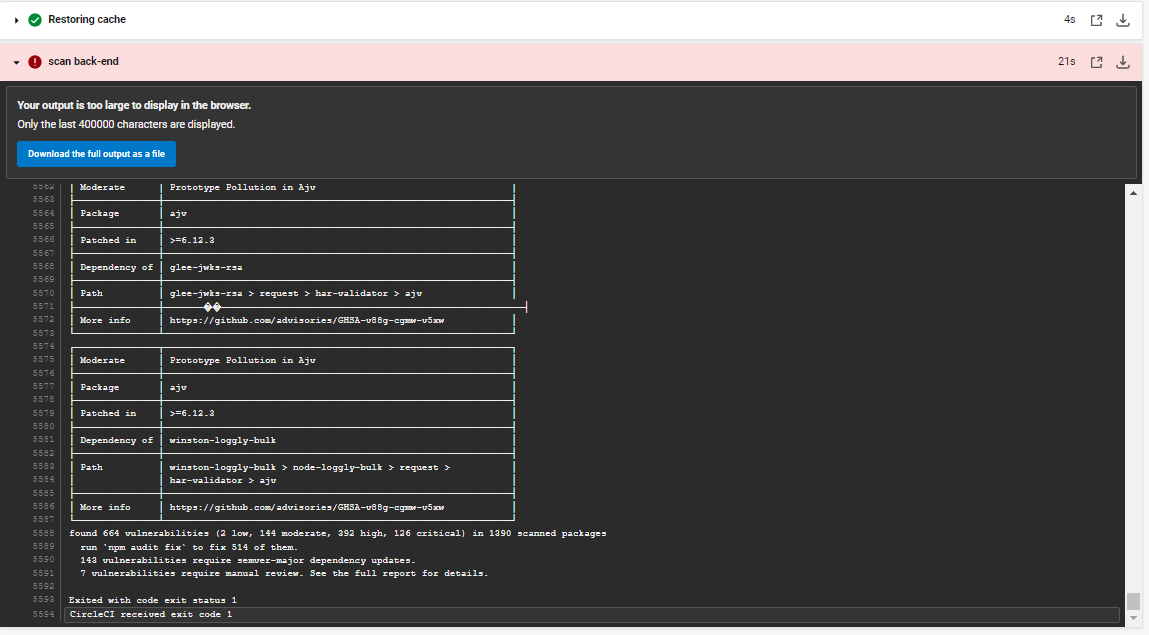 Restoring cache 4s
scan back-end 21s
Your output is too large to display in the browser.
Only the last 400000 characters are displayed.
Download the full output as a file
5562 Moderate Prototype Pollution in Ajv
5563
5564 Package ajv
5565
5566 Patched in >=6.12.3
5567
5568 Dependency of glee-jwks-rsa
5569
5570 Path glee-jwks-rsa > request > har-validator > ajv
5571 ��
5572 More info https://github.com/advisories/GHSA-v88g-cgmw-v5xw
5573
5574
5575 Moderate Prototype Pollution in Ajv
5576
5577 Package ajv
5578
5579 Patched in >=6.12.3
5580
5581 Dependency of winston-loggly-bulk
5582
5583 Path winston-loggly-bulk > node-loggly-bulk > request >
5584 har-validator > ajv
5585
5586 More info https://github.com/advisories/GHSA-v88g-cgmw-v5xw
5587
5588 found 664 vulnerabilities (2 low, 144 moderate, 392 high, 126 critical) in 1390 scanned packages
5589 run `npm audit fix` to fix 514 of them.
5590 143 vulnerabilities require semver-major dependency updates.
5591 7 vulnerabilities require manual review. See the full report for details.
5592
5593 Exited with code exit status 1
5594 CircleCI received exit code 1